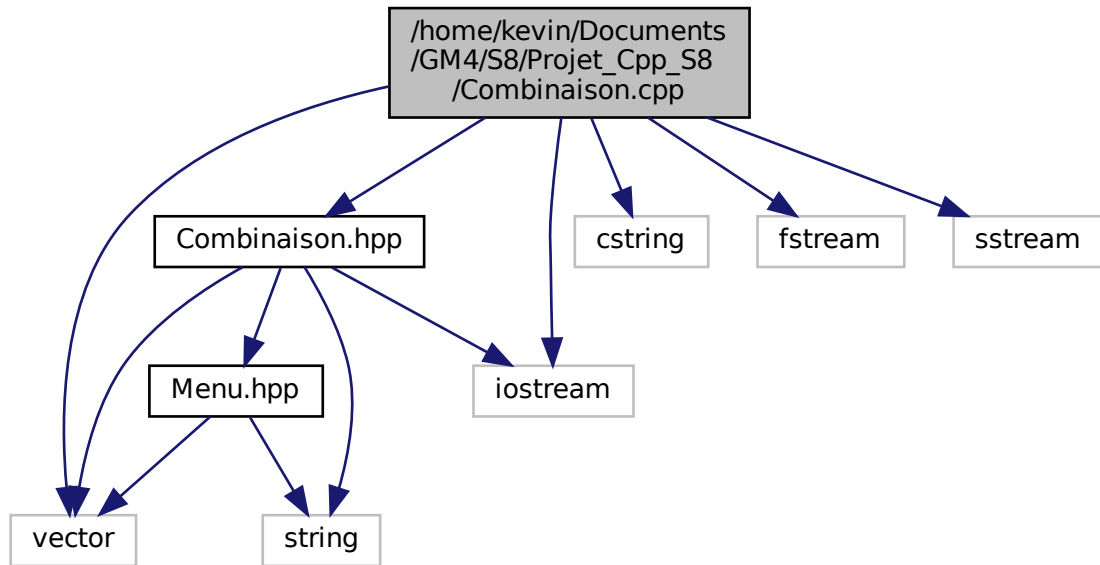 /home/kevin/Documents
/GM4/S8/Projet_Cpp_S8
/Combinaison.cpp
Combinaison.hpp
cstring
fstream
sstream
Menu.hpp
iostream
vector
string